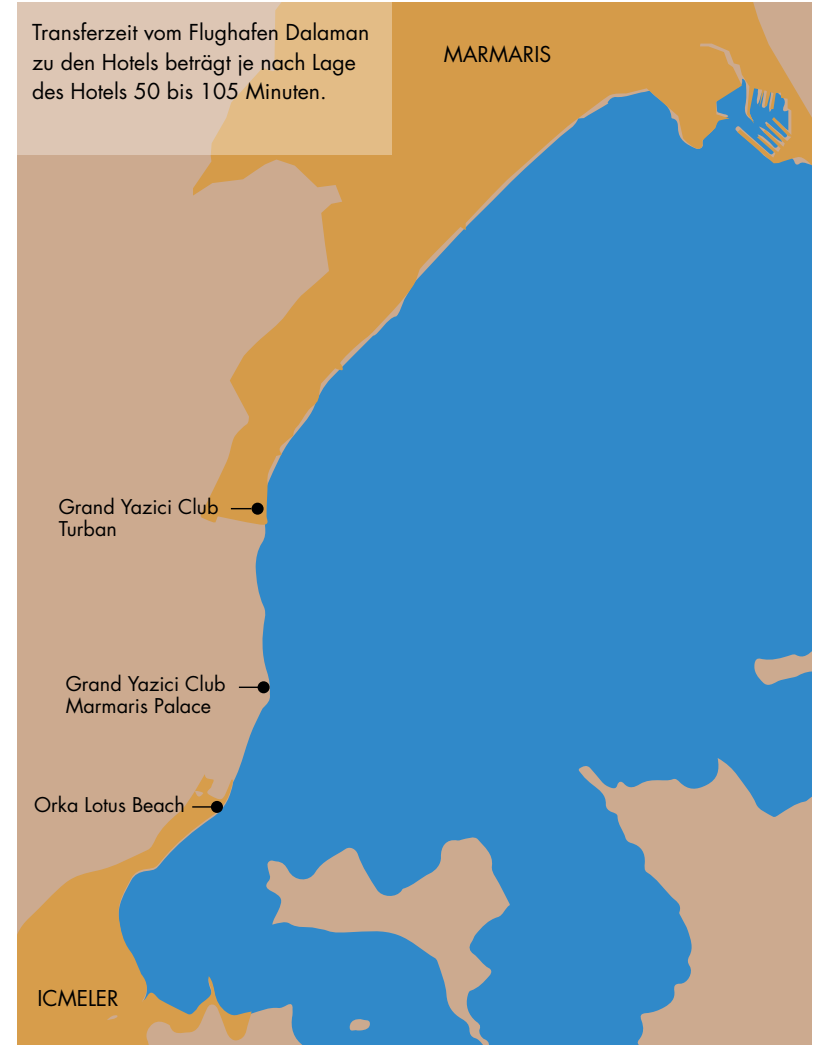 Transferzeit vom Flughafen Dalaman
zu den Hotels beträgt je nach Lage
des Hotels 50 bis 105 Minuten.
MARMARIS
Grand Yazici Club
Turban
Grand Yazici Club
Marmaris Palace
Orka Lotus Beach
ICMELER